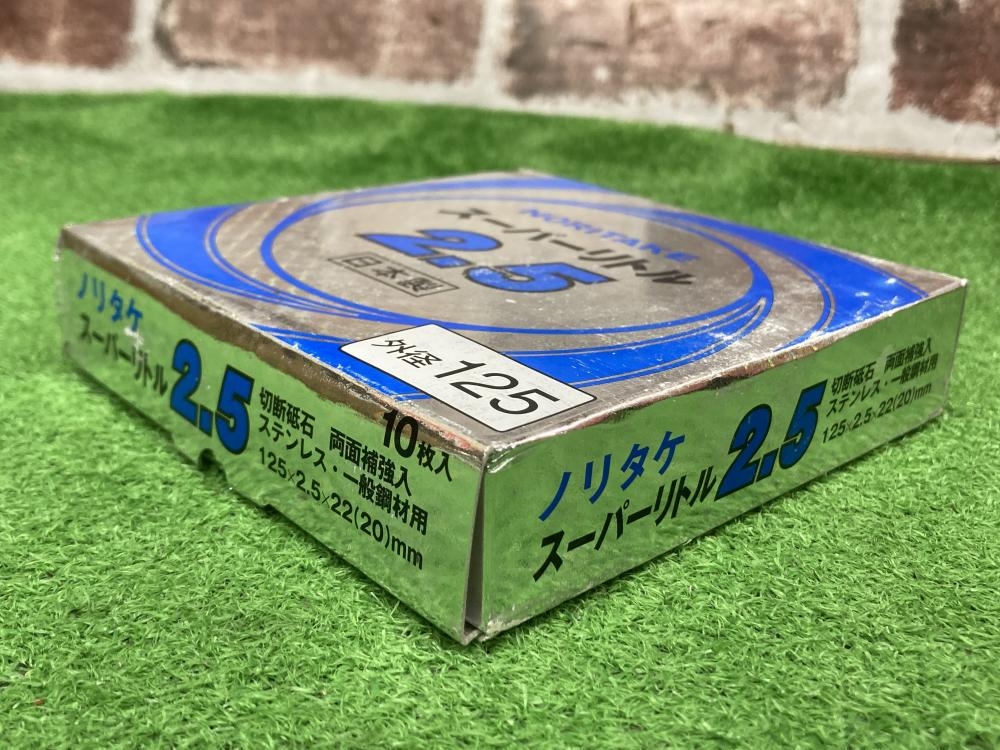 NORITAKE
スーパーリトル
2.5
日本製
外径 125
10枚入
ノリタケ
スーパーリトル 2.5
切断砥石 両面補強入
ステンレス・一般鋼材用
125×2.5×22(20)mm
ノリタケ
スーパーリトル 2.5
切断砥石 両面補強入
ステンレス・一般鋼材用
125×2.5×22(20)mm